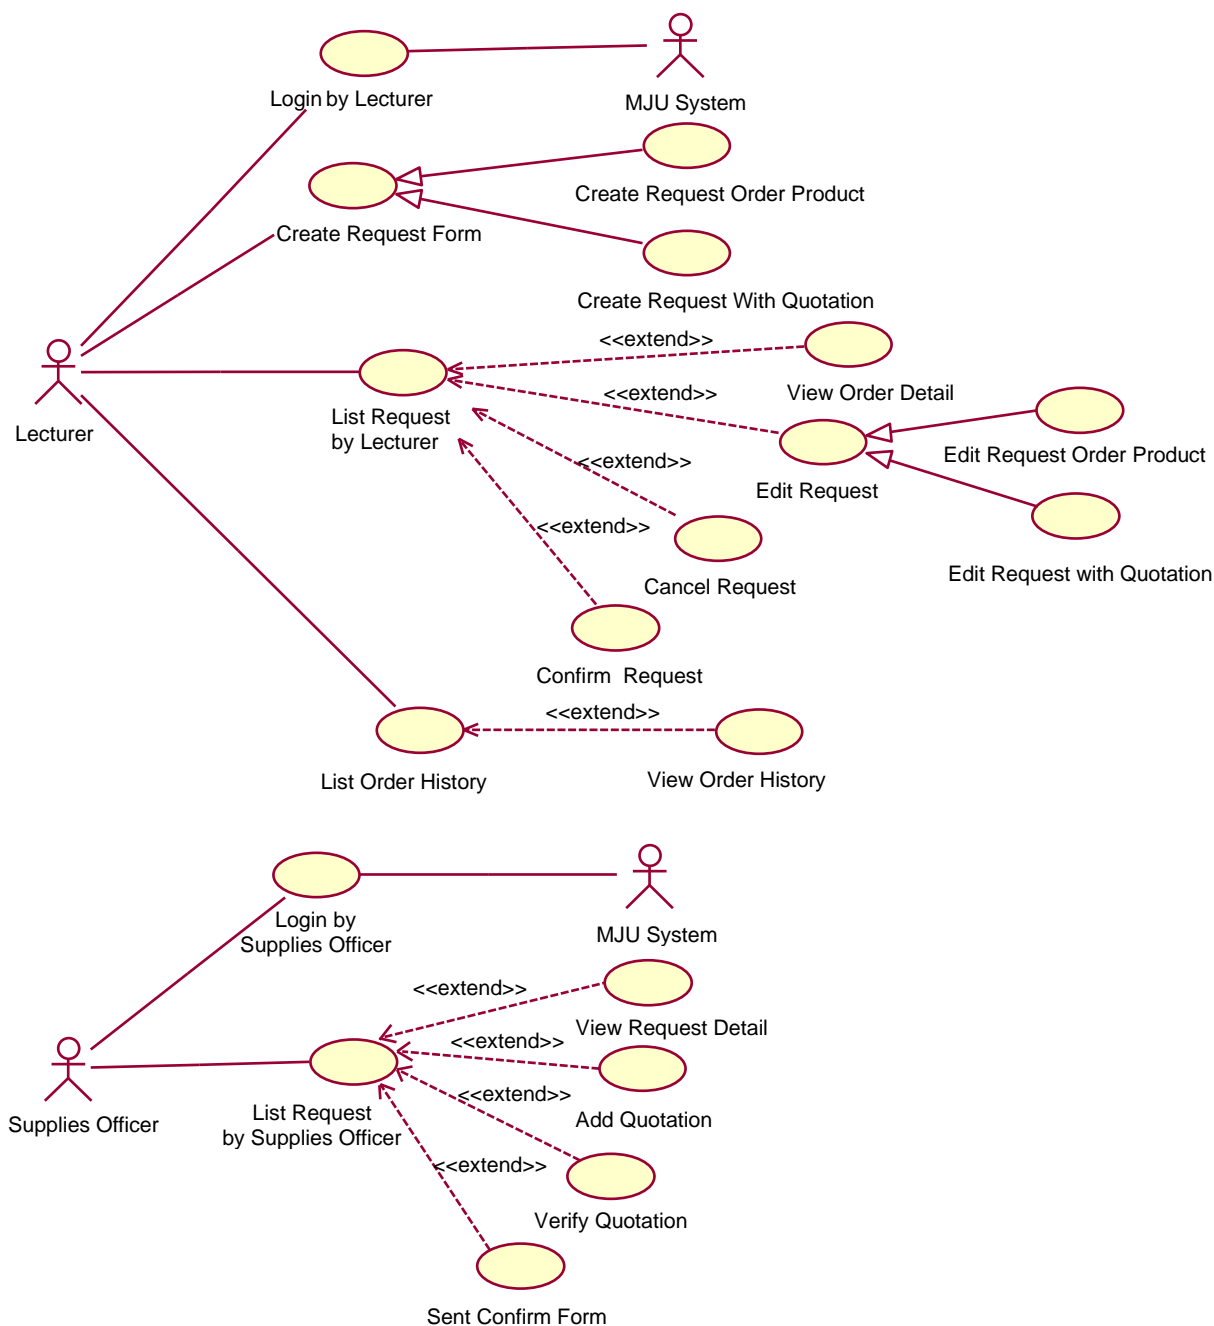 Login by Lecturer
MJU System
Create Request Order Product
Create Request Form
Create Request With Quotation
<<extend>>
View Order Detail
<<extend>>
List Request
by Lecturer
Lecturer
Edit Request Order Product
<<extend>>
Edit Request
<<extend>>
Cancel Request
Edit Request with Quotation
Confirm  Request
<<extend>>
List Order History
View Order History
Login by
Supplies Officer
MJU System
<<extend>>
View Request Detail
<<extend>>
<<extend>>
Add Quotation
List Request
by Supplies Officer
Supplies Officer
<<extend>>
Verify Quotation
Sent Confirm Form